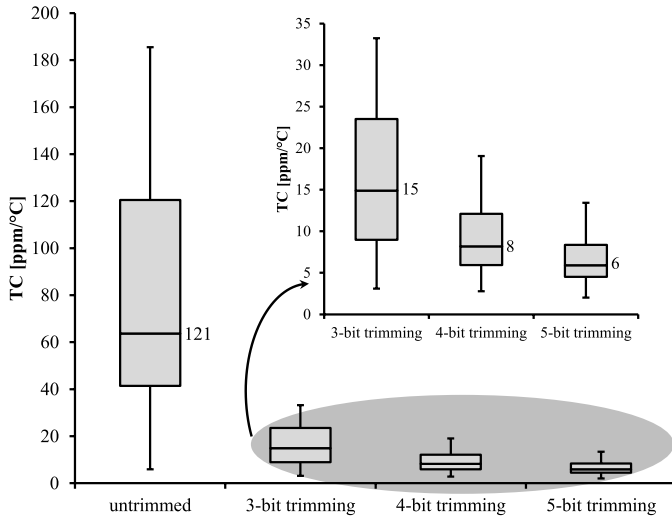 200
180
160
140
120
100
80
60
40
20
0
TC [ppm/°C]
121
untrimmed
3-bit trimming
4-bit trimming
5-bit trimming
35
30
25
20
15
10
5
0
TC [ppm/°C]
15
8
6
3-bit trimming
4-bit trimming
5-bit trimming